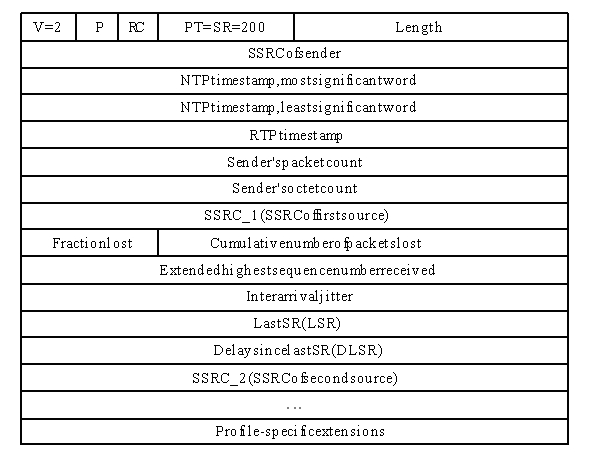 V=2 P RC PT=SR=200 Length
SSRCofsender
NTPtimestamp,mostsignificantword
NTPtimestamp,leastsignificantword
RTPtimestamp
Sender'spacketcount
Sender'soctetcount
SSRC_1(SSRCoffirstsource)
Fractionlost Cumulativenumberofpacketslost
Extendedhighestsequencenumberreceived
Interarrivaljitter
LastSR(LSR)
DelaysincelastSR(DLSR)
SSRC_2(SSRCofsecondsource)
...
Profile-specificextensions